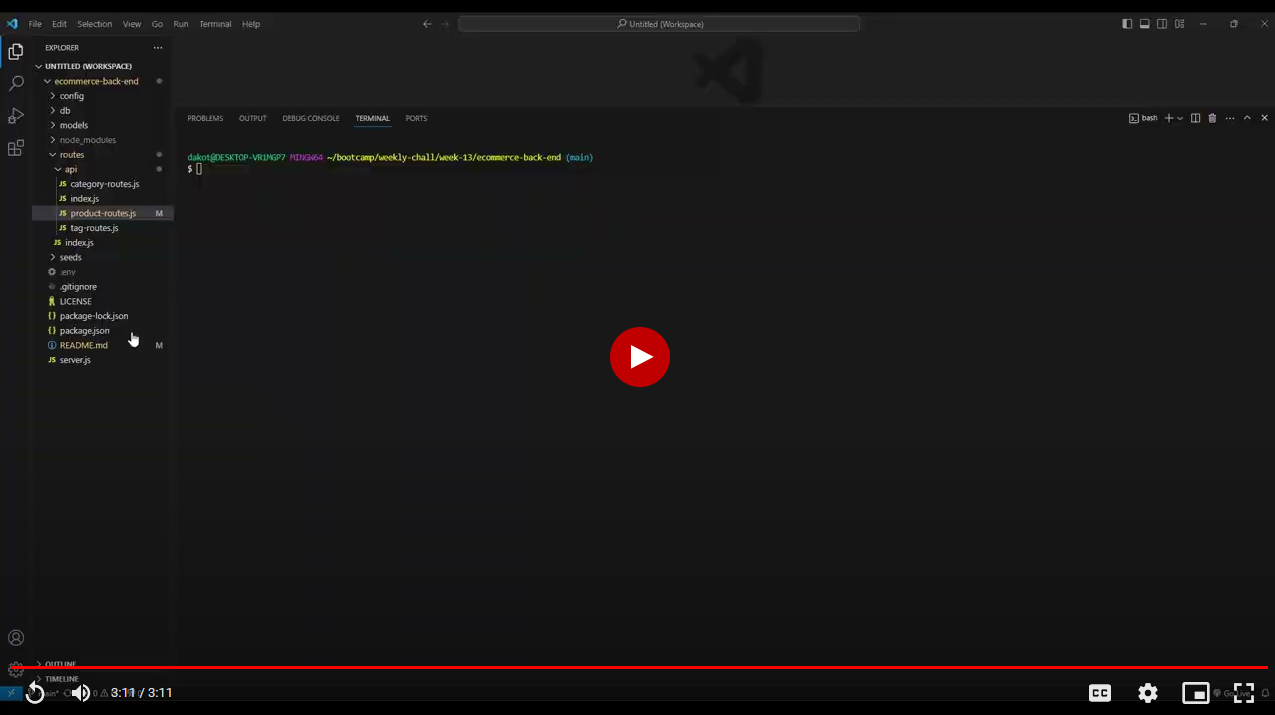 File Edit Selection View Go Run Terminal Help
Untitled (Workspace)
EXPLORER
UNTITLED (WORKSPACE)
ecommerce-back-end
config
db
models
node_modules
routes
api
JS category-routes.js
JS index.js
JS product-routes.js M
JS tag-routes.js
JS index.js
seeds
.env
.gitignore
LICENSE
{} package-lock.json
{} package.json
README.md M
JS server.js
OUTLINE
TIMELINE
PROBLEMS OUTPUT DEBUG CONSOLE TERMINAL PORTS
bash
dakot@DESKTOP-VR1MGP7 MINGW64 ~/bootcamp/weekly-chall/week-13/ecommerce-back-end (main)
$
main* 0
3:11 / 3:11
CC
Go Live